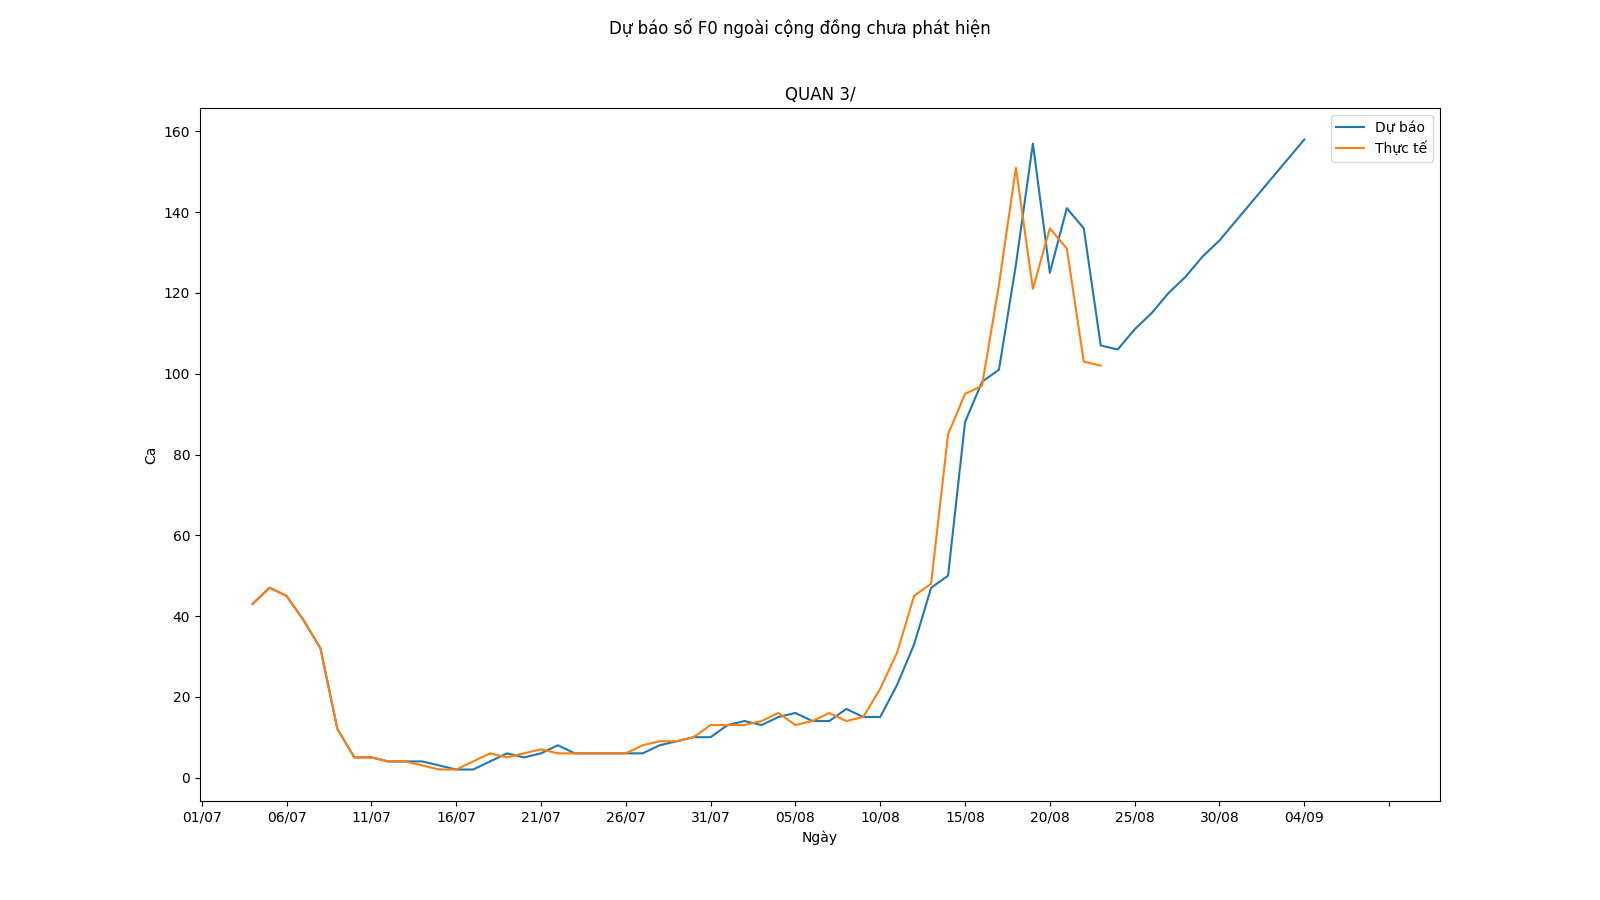 Dự báo số F0 ngoài cộng đồng chưa phát hiện
QUAN 3/
Dự báo
Thực tế
160
140
120
100
80
60
40
20
0
Ca
01/07 06/07 11/07 16/07 21/07 26/07 31/07 05/08 10/08 15/08 20/08 25/08 30/08 04/09
Ngày